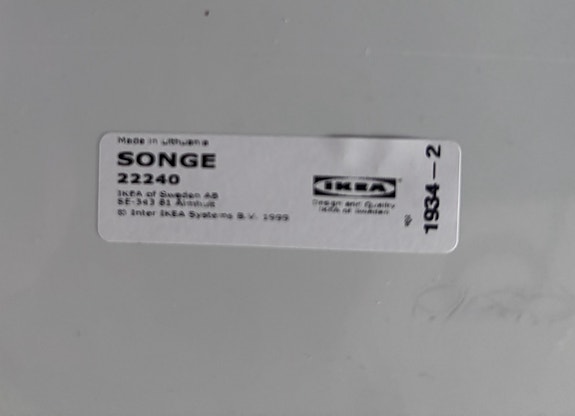 Made in Lithuania
SONGE
22240
IKEA of Sweden AB
SE-343 81 Älmhult
© Inter IKEA Systems B.V. 1999
IKEA
Design and Quality
IKEA of Sweden
1934-2